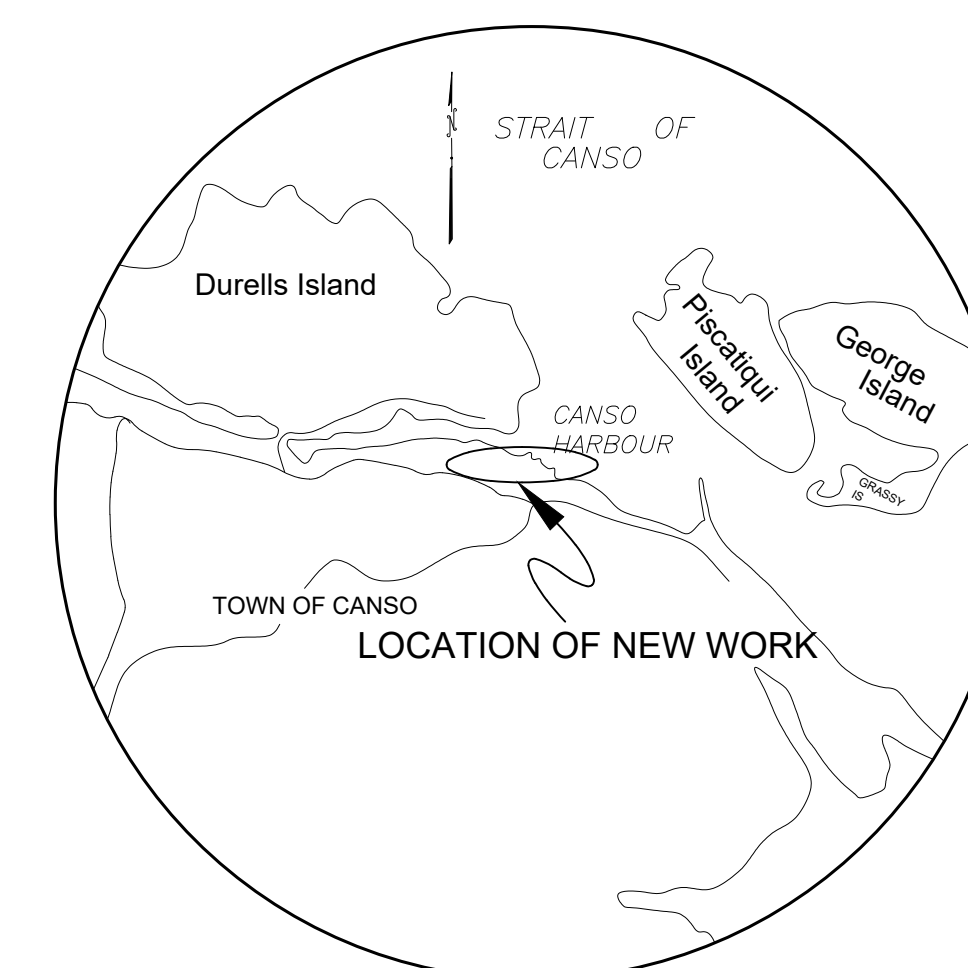 N
STRAIT OF
CANSO
Durells Island
Piscatiqui
Island
George
Island
CANSO
HARBOUR
GRASSY
IS
TOWN OF CANSO
LOCATION OF NEW WORK